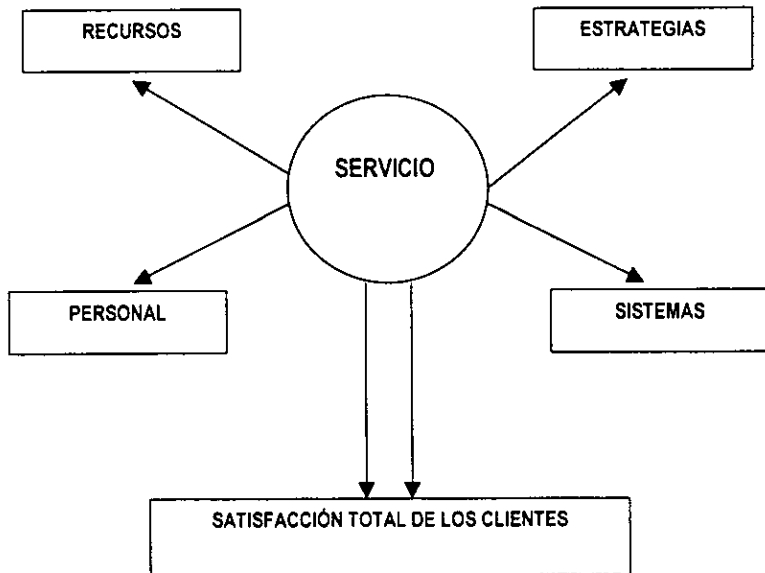 RECURSOS
ESTRATEGIAS
SERVICIO
PERSONAL
SISTEMAS
SATISFACCIÓN TOTAL DE LOS CLIENTES